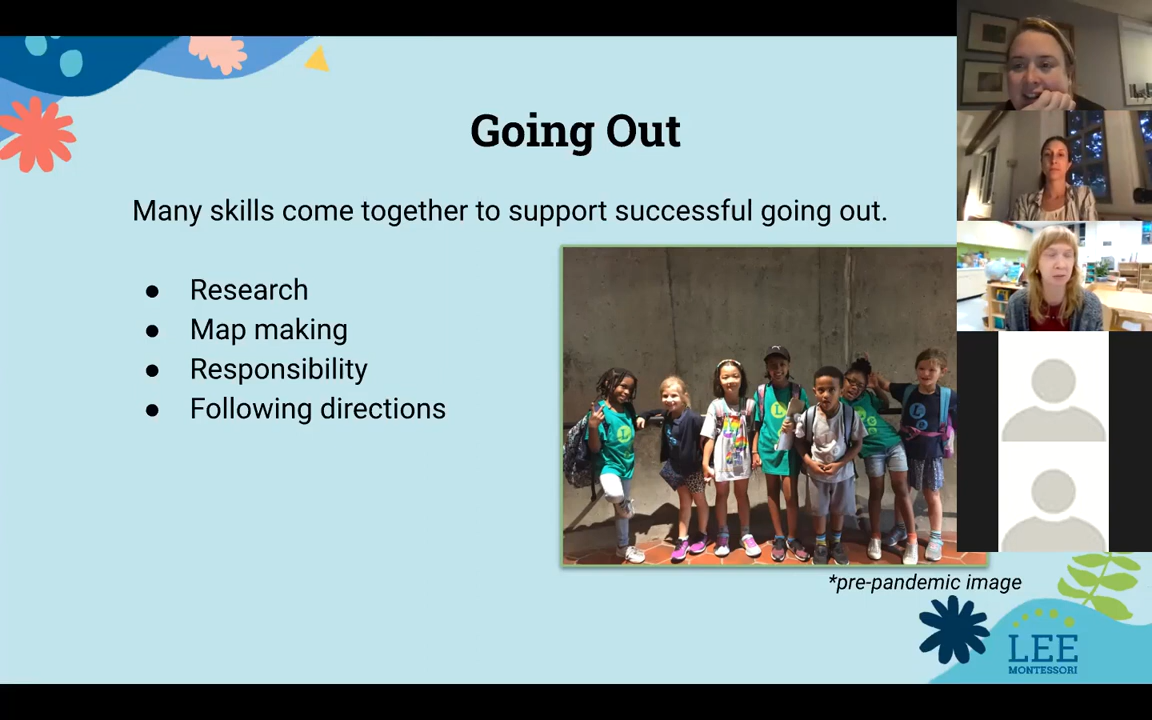 Going Out
Many skills come together to support successful going out.
● Research
● Map making
● Responsibility
● Following directions
*pre-pandemic image
LEE
MONTESSORI